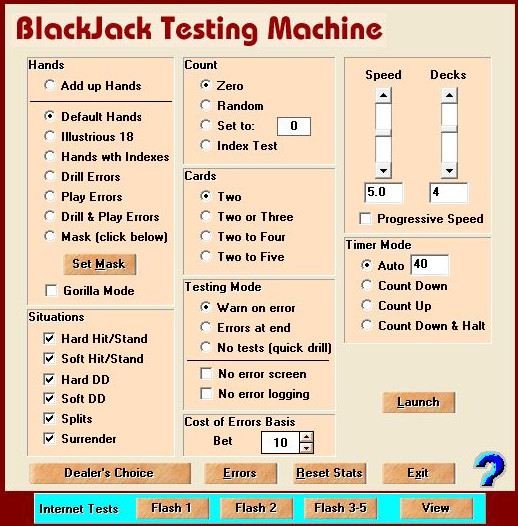 BlackJack Testing Machine
Hands
Add up Hands
Default Hands
Illustrious 18
Hands wth Indexes
Drill Errors
Play Errors
Drill & Play Errors
Mask (click below)
Set Mask
Gorilla Mode
Situations
Hard Hit/Stand
Soft Hit/Stand
Hard DD
Soft DD
Splits
Surrender
Count
Zero
Random
Set to: 0
Index Test
Cards
Two
Two or Three
Two to Four
Two to Five
Testing Mode
Warn on error
Errors at end
No tests (quick drill)
No error screen
No error logging
Cost of Errors Basis
Bet 10
Speed Decks
5.0 4
Progressive Speed
Timer Mode
Auto 40
Count Down
Count Up
Count Down & Halt
Launch
Dealer's Choice Errors Reset Stats Exit ?
Internet Tests Flash 1 Flash 2 Flash 3-5 View